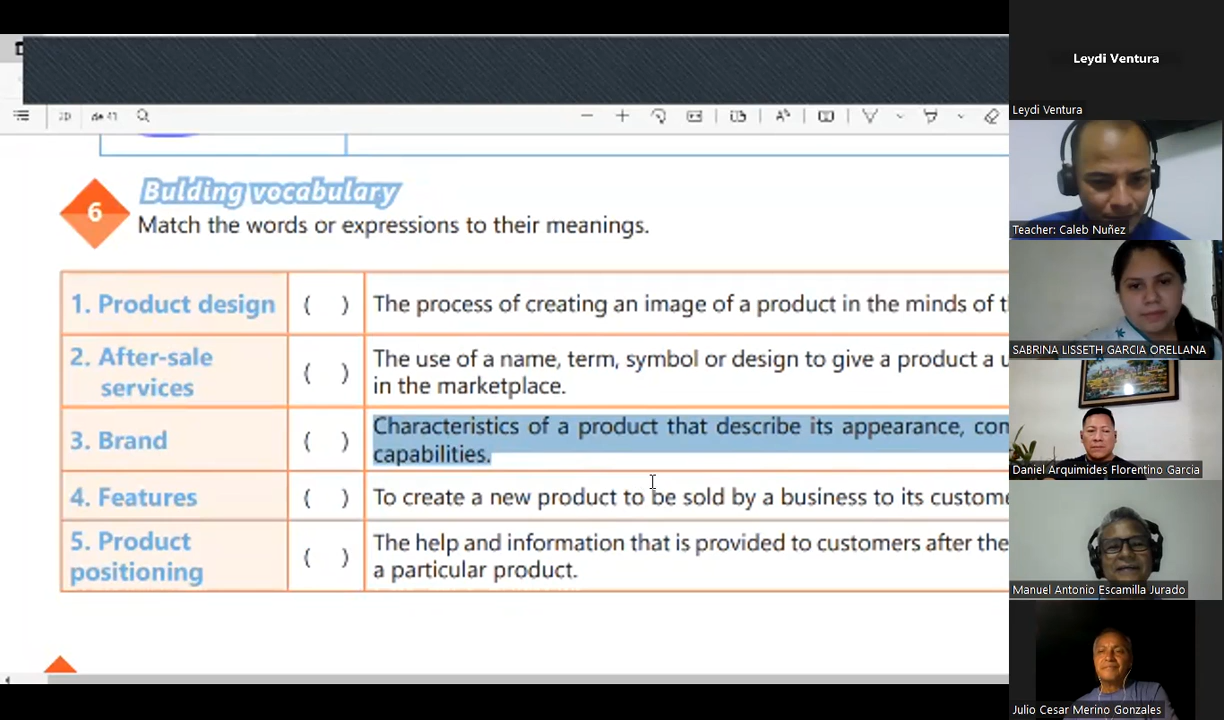 6
Bulding vocabulary
Match the words or expressions to their meanings.
1. Product design ( ) The process of creating an image of a product in the minds of
2. After-sale services ( ) The use of a name, term, symbol or design to give a product a
in the marketplace.
3. Brand ( ) Characteristics of a product that describe its appearance,
capabilities.
4. Features ( ) To create a new product to be sold by a business to its
5. Product positioning ( ) The help and information that is provided to customers after the
a particular product.
Leydi Ventura
Leydi Ventura
Teacher: Caleb Nuñez
SABRINA LISSETH GARCIA ORELLANA
Daniel Arquimides Florentino Garcia
Manuel Antonio Escamilla Jurado
Julio Cesar Merino Gonzales